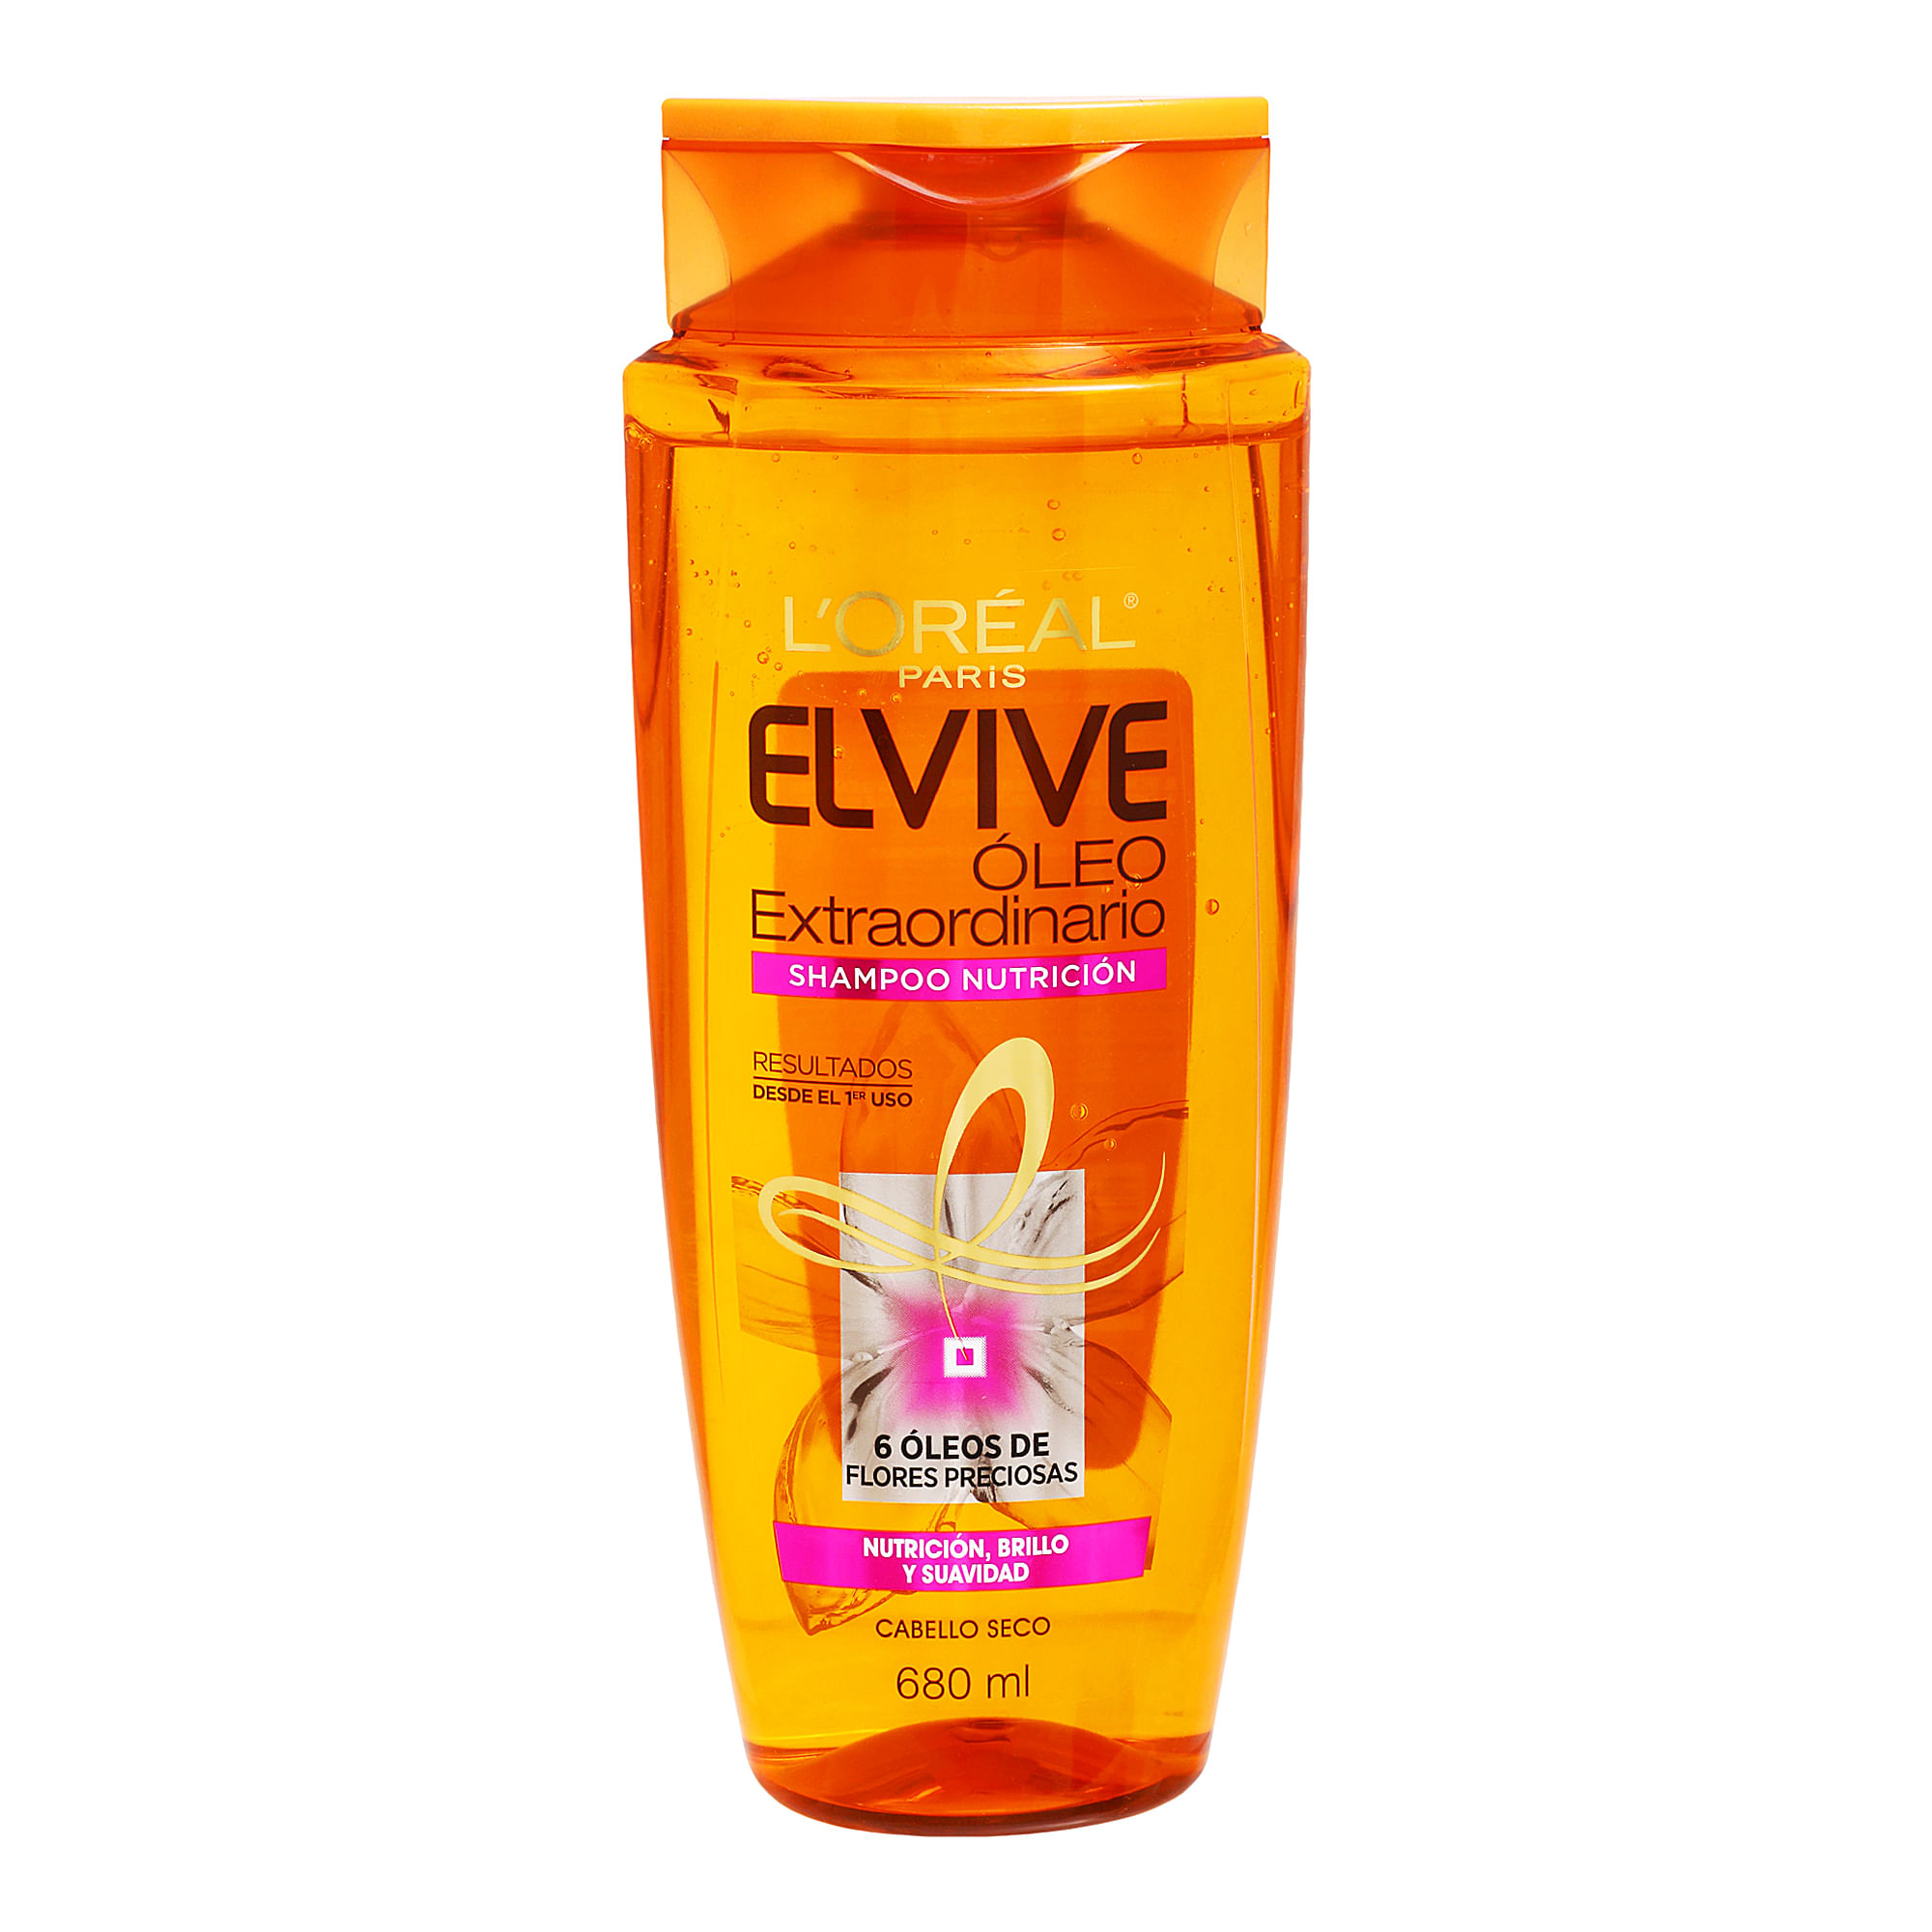 L'ORÉAL®
PARIS
ELVIVE
ÓLEO
Extraordinario
SHAMPOO NUTRICIÓN
RESULTADOS
DESDE EL 1ER USO
6 ÓLEOS DE
FLORES PRECIOSAS
NUTRICIÓN, BRILLO
Y SUAVIDAD
CABELLO SECO
680 ml